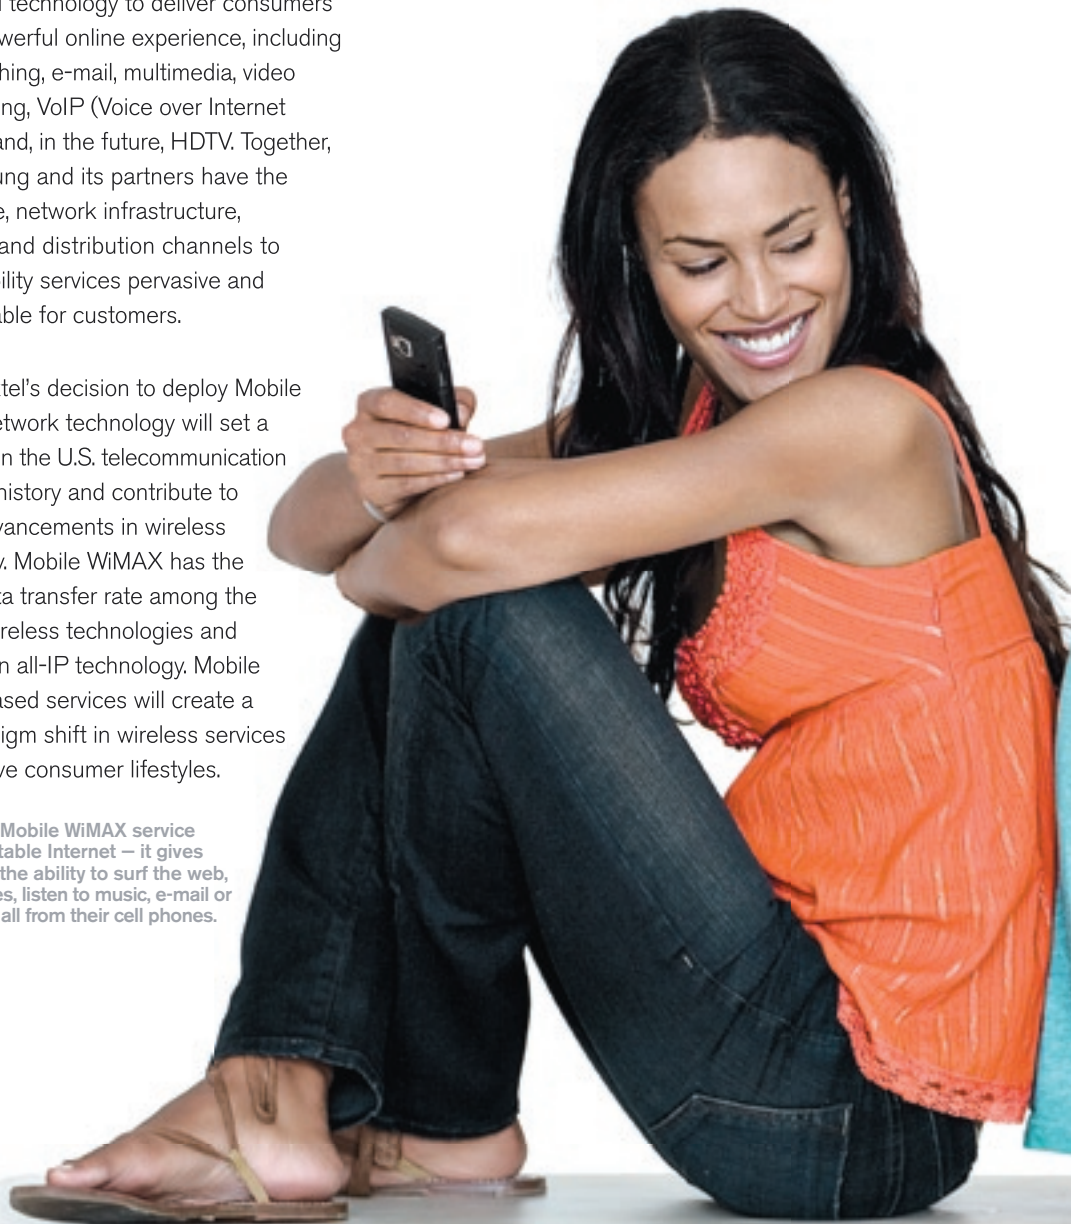 l technology to deliver consumers
werful online experience, including
hing, e-mail, multimedia, video
ng, VoIP (Voice over Internet
and, in the future, HDTV. Together,
ung and its partners have the
e, network infrastructure,
and distribution channels to
ility services pervasive and
able for customers.
tel's decision to deploy Mobile
etwork technology will set a
n the U.S. telecommunication
history and contribute to
vancements in wireless
y. Mobile WiMAX has the
ta transfer rate among the
reless technologies and
n all-IP technology. Mobile
ased services will create a
igm shift in wireless services
ve consumer lifestyles.
Mobile WiMAX service
table Internet – it gives
the ability to surf the web,
es, listen to music, e-mail or
all from their cell phones.